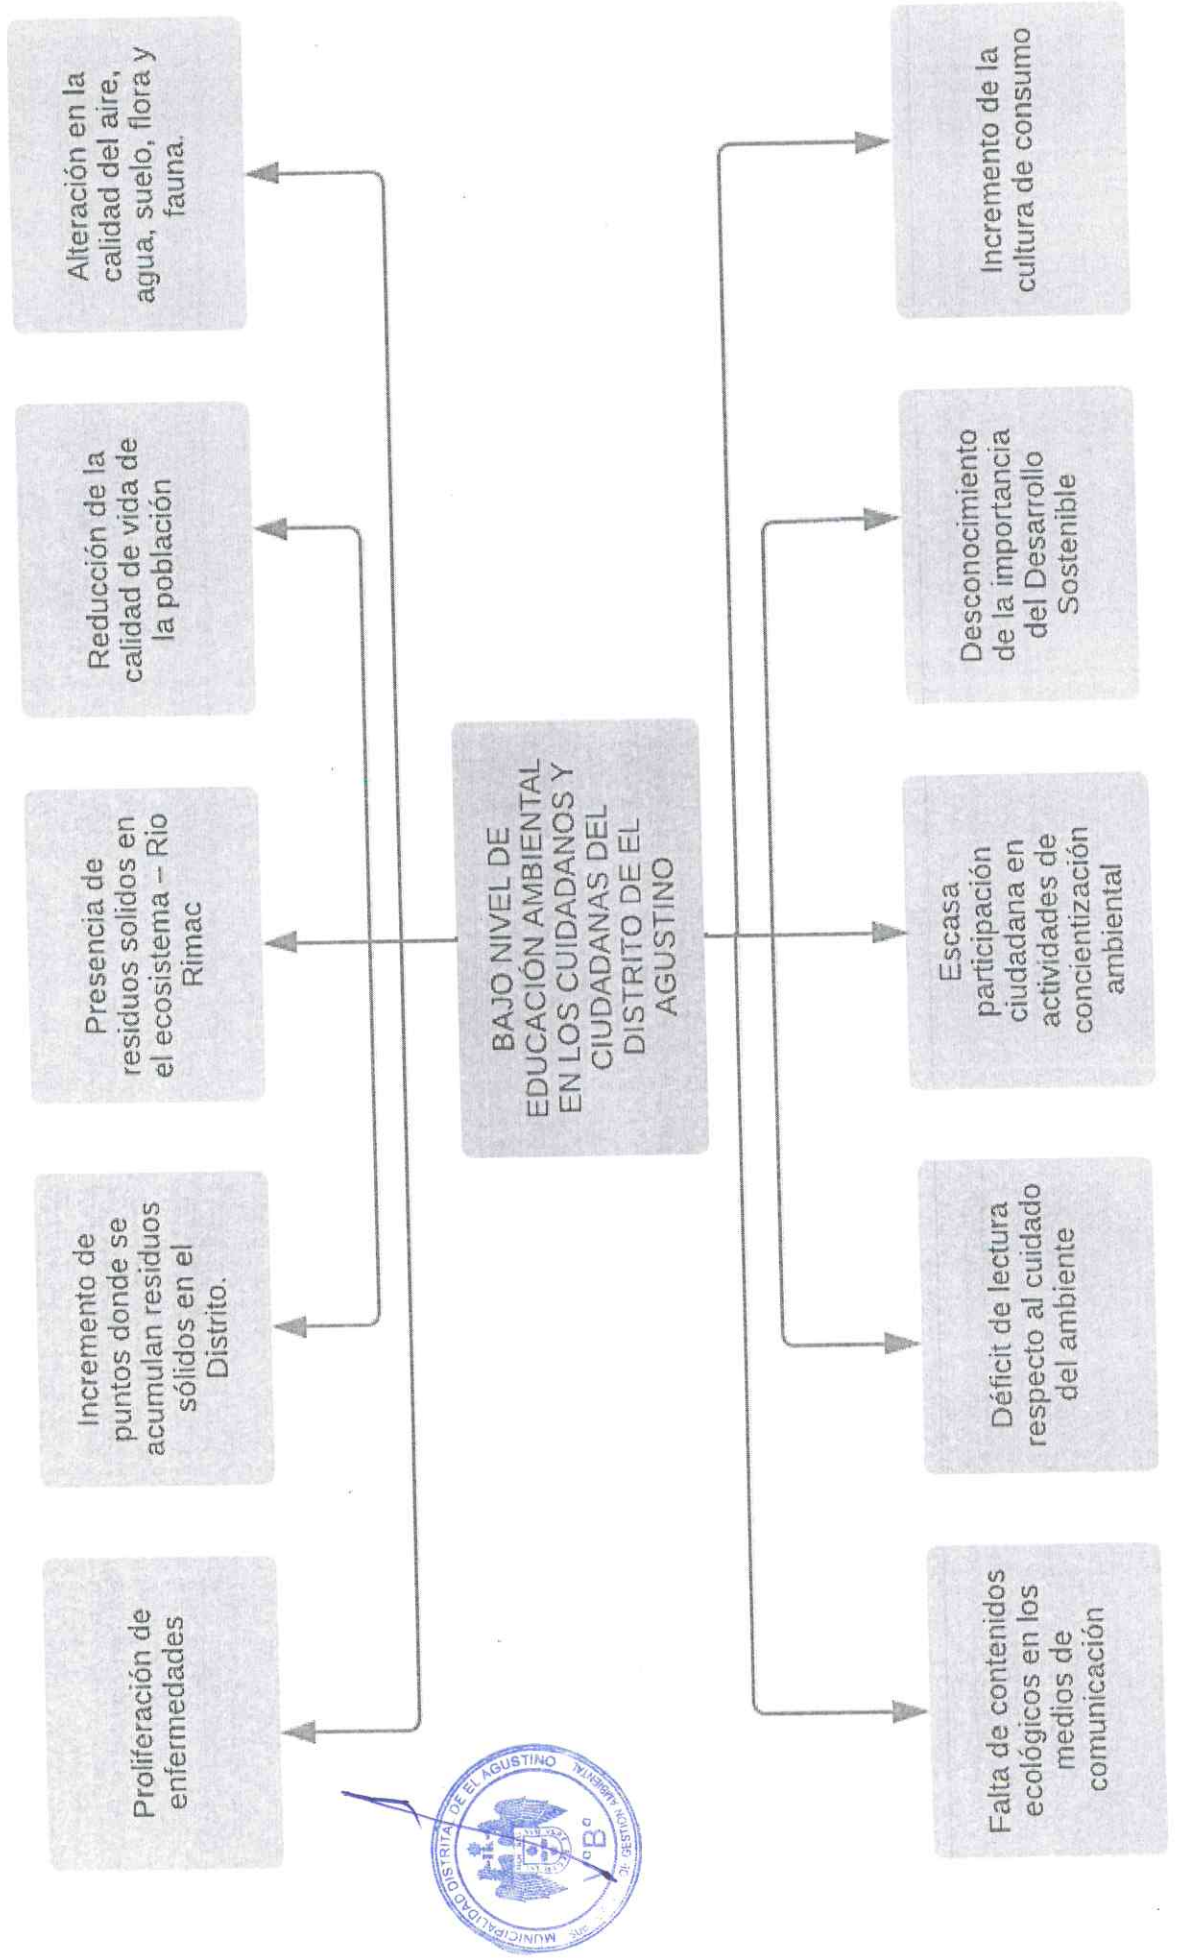 Proliferación de
enfermedades
Incremento de
puntos donde se
acumulan residuos
sólidos en el
Distrito.
Presencia de
residuos solidos en
el ecosistema – Rio
Rimac
Reducción de la
calidad de vida de
la población
Alteración en la
calidad del aire,
agua, suelo, flora y
fauna.
BAJO NIVEL DE
EDUCACIÓN AMBIENTAL
EN LOS CUIDADANOS Y
CIUDADANAS DEL
DISTRITO DE EL
AGUSTINO
Falta de contenidos
ecológicos en los
medios de
comunicación
Déficit de lectura
respecto al cuidado
del ambiente
Escasa
participación
ciudadana en
actividades de
concientización
ambiental
Desconocimiento
de la importancia
del Desarrollo
Sostenible
Incremento de la
cultura de consumo
MUNICIPALIDAD DISTRITAL DE EL AGUSTINO
GESTION AMBIENTAL
V°B°